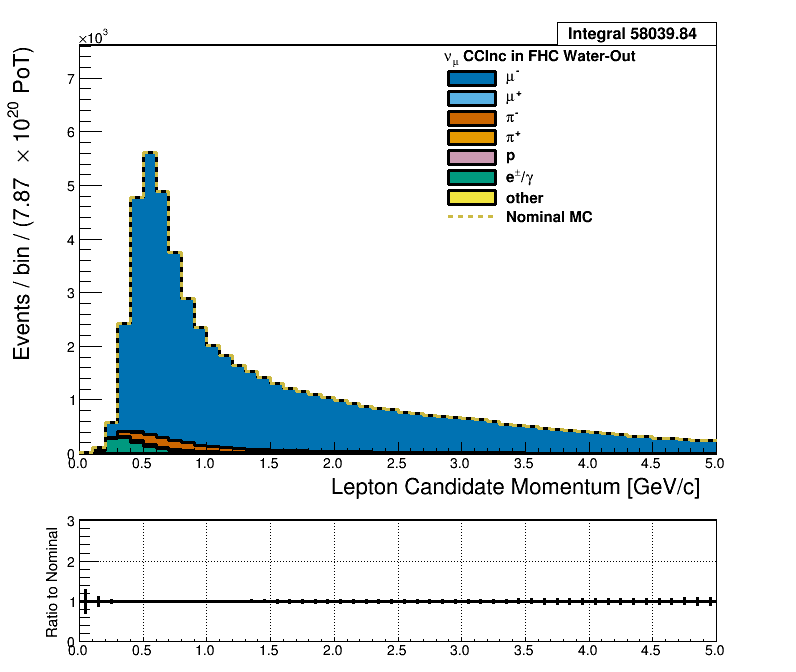 Integral 58039.84
×10³
ν_μ CCInc in FHC Water-Out
μ⁻
μ⁺
π⁻
π⁺
p
e^±/γ
other
Nominal MC
Events / bin / (7.87 × 10²⁰ PoT)
7
6
5
4
3
2
1
0
0.0 0.5 1.0 1.5 2.0 2.5 3.0 3.5 4.0 4.5 5.0
Lepton Candidate Momentum [GeV/c]
Ratio to Nominal
3
2
1
0
0.0 0.5 1.0 1.5 2.0 2.5 3.0 3.5 4.0 4.5 5.0